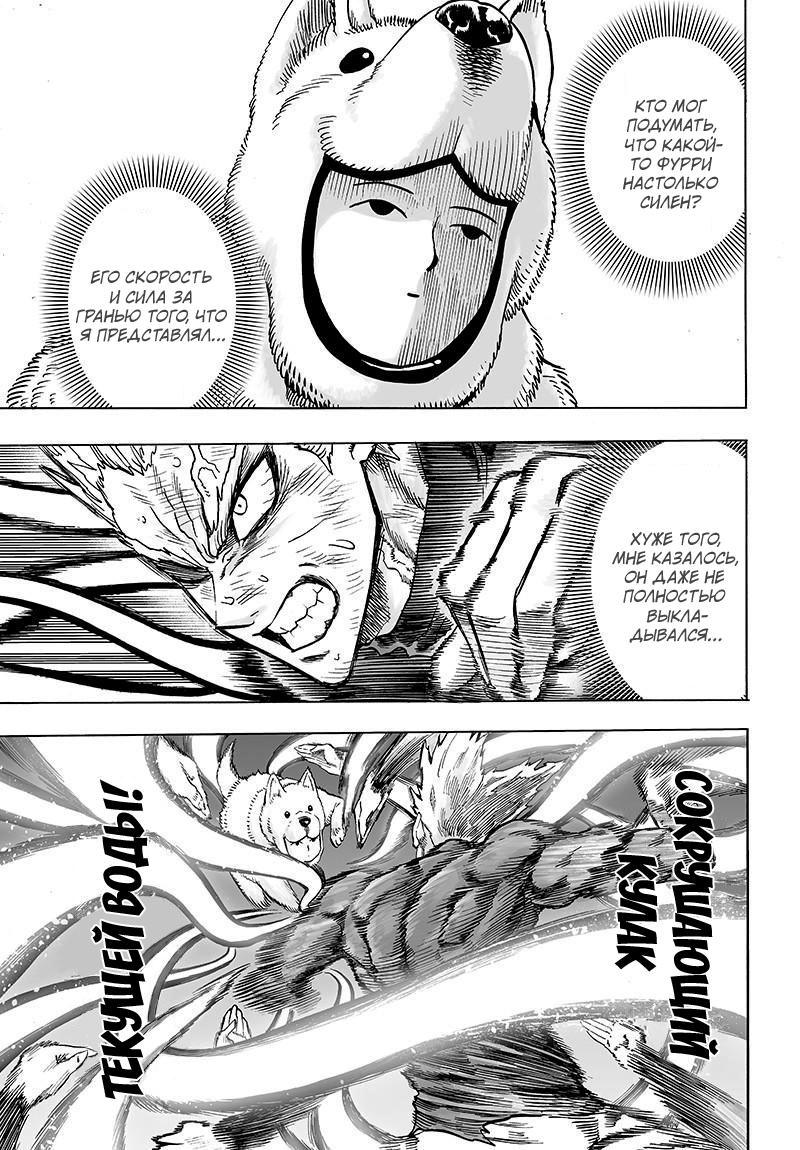 КТО МОГ
ПОДУМАТЬ,
ЧТО КАКОЙ-
ТО ФУРРИ
НАСТОЛЬКО
СИЛЕН?
ЕГО СКОРОСТЬ
И СИЛА ЗА
ГРАНЬЮ ТОГО, ЧТО
Я ПРЕДСТАВЛЯЛ...
ХУЖЕ ТОГО,
МНЕ КАЗАЛОСЬ,
ОН ДАЖЕ НЕ
ПОЛНОСТЬЮ
ВЫКЛА-
ДЫВАЛСЯ...
СОКРУШАЮЩИЙ
КУЛАК
ТЕКУЩЕЙ ВОДЫ!